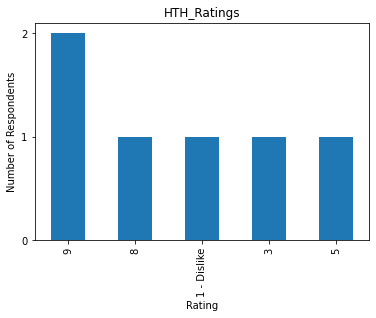 HTH_Ratings
Number of Respondents
2
1
0
9
8
1 - Dislike
3
5
Rating